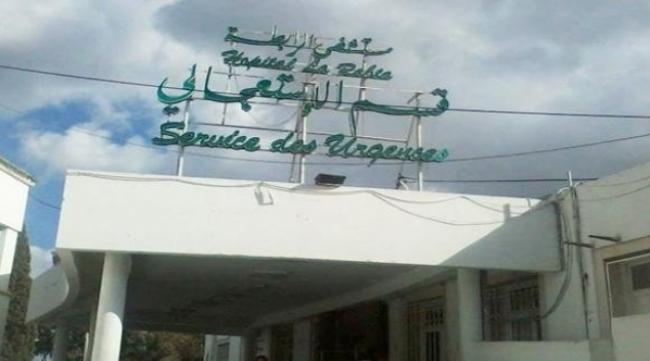 مستشفى الرابطة
Hopital La Rabta
قسم الإستعجالي
Service des Urgences